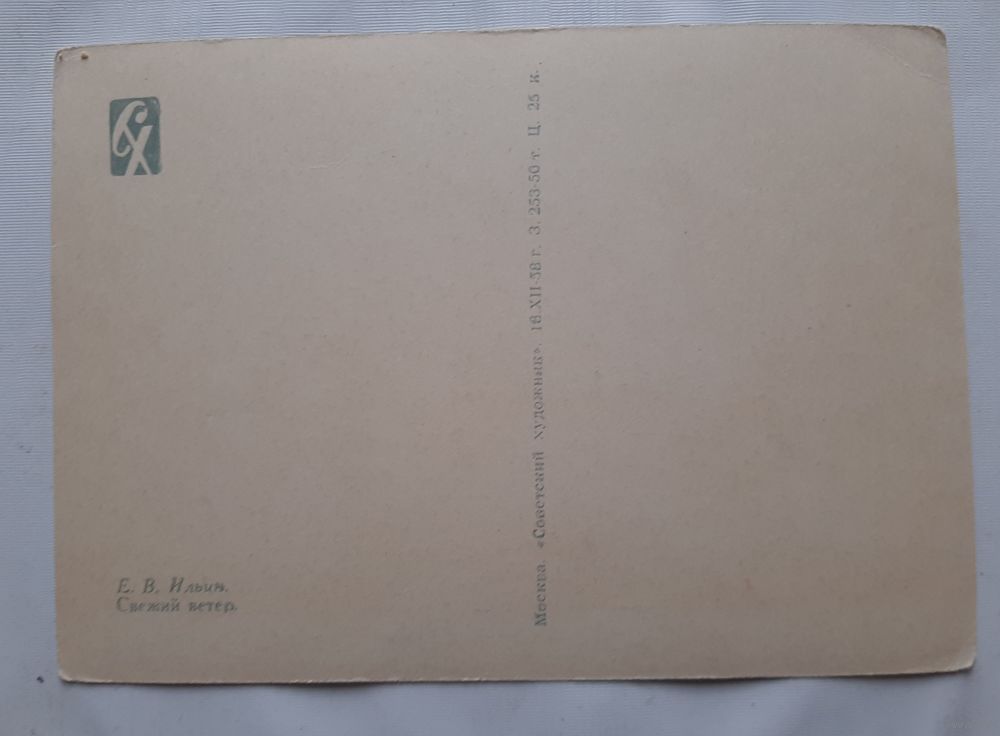 СХ
Е. В. Ильин.
Свежий ветер.
Москва. «Советский художник». 16.XII-58 г. З. 253-50 т. Ц. 25 к.